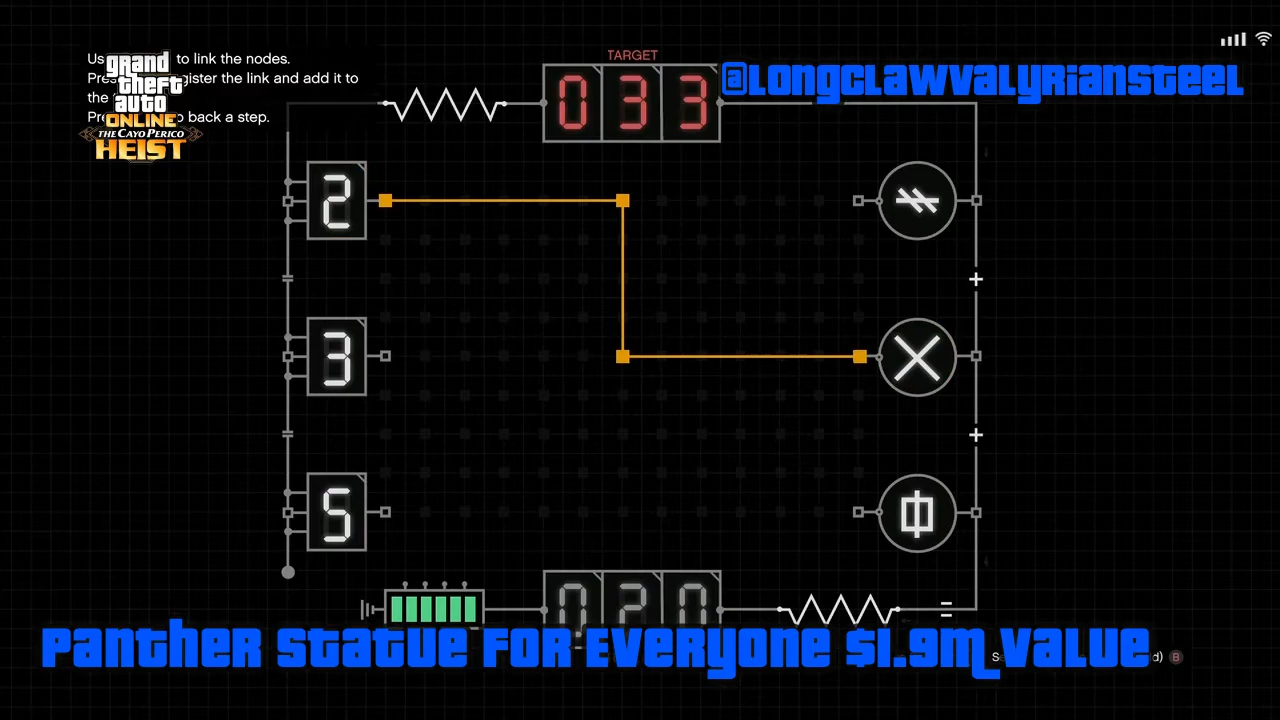 Us to link the nodes.
Pre gister the link and add it to
the
Pre o back a step.
grand
theft
auto
ONLINE
THE CAYO PERICO
HEIST
TARGET
033
@LONGCLAWVALYRIANSTEEL
2
3
5
020
PANTHER STATUE FOR EVERYONE $1.9M VALUE
d) B